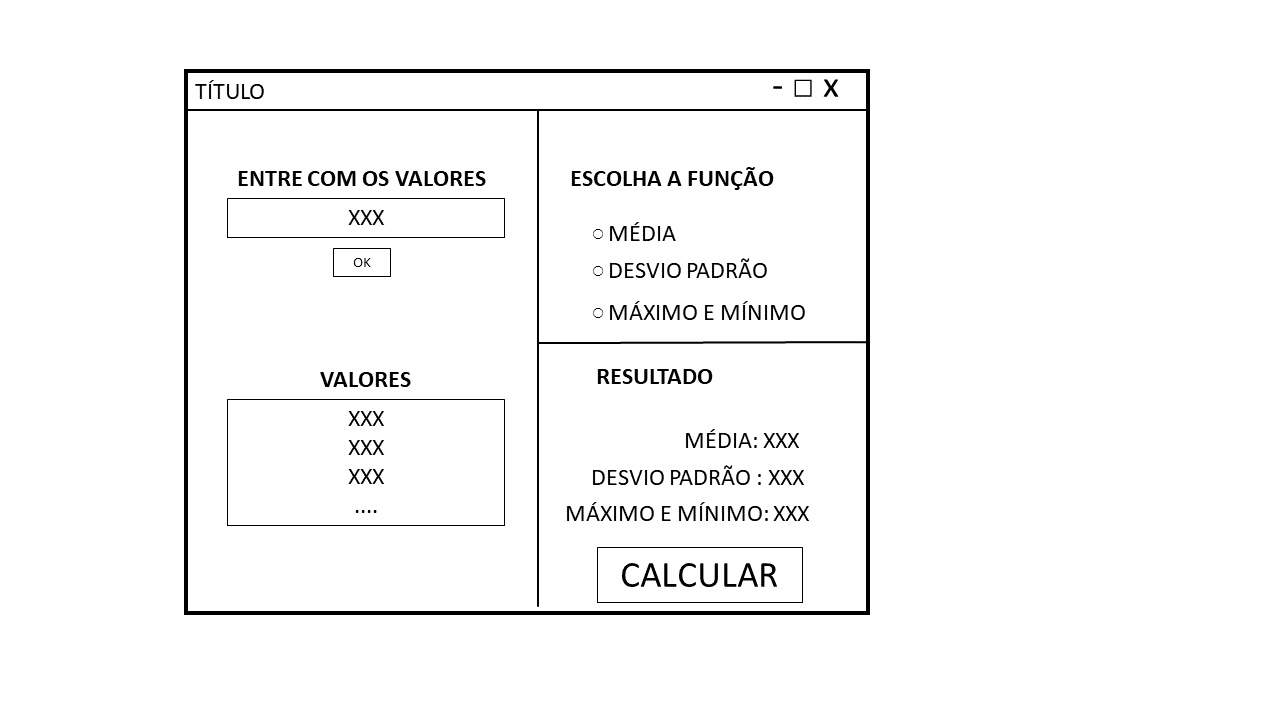 TÍTULO
- □ X
ENTRE COM OS VALORES
XXX
OK
VALORES
XXX
XXX
XXX
....
ESCOLHA A FUNÇÃO
○ MÉDIA
○ DESVIO PADRÃO
○ MÁXIMO E MÍNIMO
RESULTADO
MÉDIA: XXX
DESVIO PADRÃO : XXX
MÁXIMO E MÍNIMO: XXX
CALCULAR